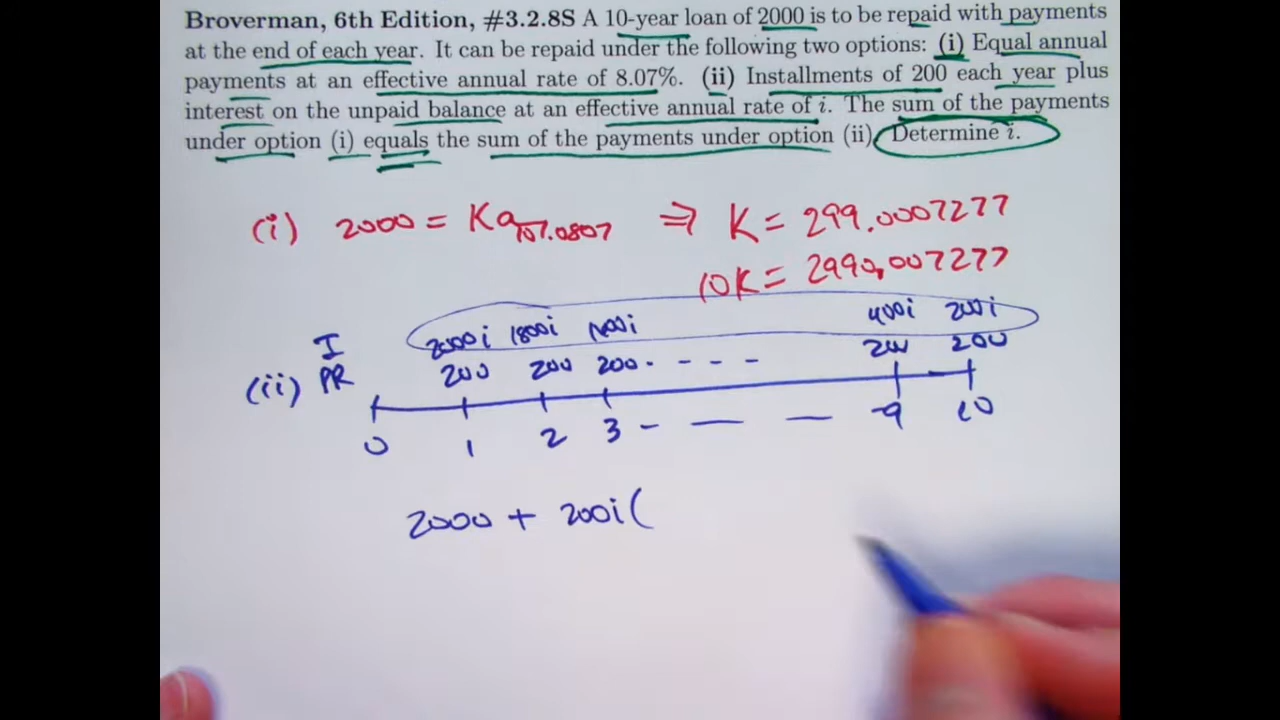 Broverman, 6th Edition, #3.2.8S A 10-year loan of 2000 is to be repaid with payments
at the end of each year. It can be repaid under the following two options: (i) Equal annual
payments at an effective annual rate of 8.07%. (ii) Installments of 200 each year plus
interest on the unpaid balance at an effective annual rate of i. The sum of the payments
under option (i) equals the sum of the payments under option (ii). Determine i.
(i) 2000 = Ka10|.0807 ⇒ K = 299.0007277
10K = 2990.007277
I 2000i 1800i 1600i 400i 200i
(ii) PR 200 200 200 · - - - 200 200
0 1 2 3 - — — 9 10
2000 + 200i(